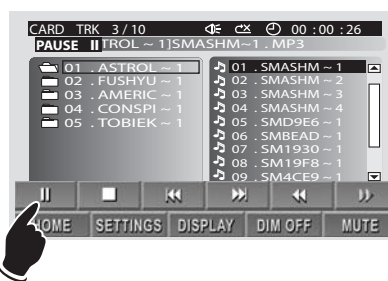 CARD TRK 3/10 00 :00 :26
PAUSE TROL ~ 1]SMASHM~1 . MP3
01 . ASTROL ~ 1
02 . FUSHYU ~ 1
03 . AMERIC ~ 1
04 . CONSPI ~ 1
05 . TOBIEK ~ 1
01 . SMASHM ~ 1
02 . SMASHM ~ 2
03 . SMASHM ~ 3
04 . SMASHM ~ 4
05 . SMD9E6 ~ 1
06 . SMBEAD ~ 1
07 . SM1930 ~ 1
08 . SM19F8 ~ 1
09 . SM4CE9 ~ 1
HOME SETTINGS DISPLAY DIM OFF MUTE